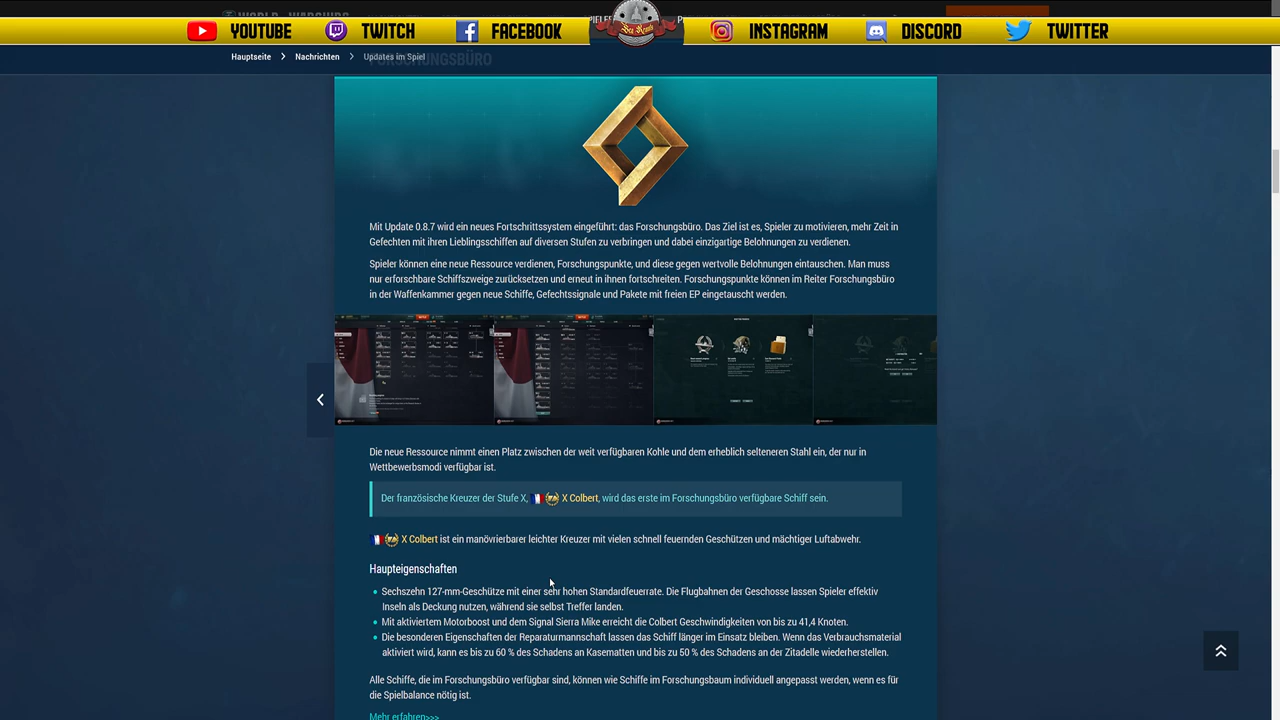 YOUTUBE TWITCH FACEBOOK Sea Rom's INSTAGRAM DISCORD TWITTER
Hauptseite > Nachrichten > Updates im Spiel
FORSCHUNGSBÜRO
Mit Update 0.8.7 wird ein neues Fortschrittssystem eingeführt: das Forschungsbüro. Das Ziel ist es, Spieler zu motivieren, mehr Zeit in
Gefechten mit ihren Lieblingsschiffen auf diversen Stufen zu verbringen und dabei einzigartige Belohnungen zu verdienen.
Spieler können eine neue Ressource verdienen, Forschungspunkte, und diese gegen wertvolle Belohnungen eintauschen. Man muss
nur erforschbare Schiffszweige zurücksetzen und erneut in ihnen fortschreiten. Forschungspunkte können im Reiter Forschungsbüro
in der Waffenkammer gegen neue Schiffe, Gefechtssignale und Pakete mit freien EP eingetauscht werden.
Die neue Ressource nimmt einen Platz zwischen der weit verfügbaren Kohle und dem erheblich selteneren Stahl ein, der nur in
Wettbewerbsmodi verfügbar ist.
Der französische Kreuzer der Stufe X, X Colbert, wird das erste im Forschungsbüro verfügbare Schiff sein.
X Colbert ist ein manövrierbarer leichter Kreuzer mit vielen schnell feuernden Geschützen und mächtiger Luftabwehr.
Haupteigenschaften
Sechszehn 127-mm-Geschütze mit einer sehr hohen Standardfeuerrate. Die Flugbahnen der Geschosse lassen Spieler effektiv
Inseln als Deckung nutzen, während sie selbst Treffer landen.
Mit aktiviertem Motorboost und dem Signal Sierra Mike erreicht die Colbert Geschwindigkeiten von bis zu 41,4 Knoten.
Die besonderen Eigenschaften der Reparaturmannschaft lassen das Schiff länger im Einsatz bleiben. Wenn das Verbrauchsmaterial
aktiviert wird, kann es bis zu 60 % des Schadens an Kasematten und bis zu 50 % des Schadens an der Zitadelle wiederherstellen.
Alle Schiffe, die im Forschungsbüro verfügbar sind, können wie Schiffe im Forschungsbaum individuell angepasst werden, wenn es für
die Spielbalance nötig ist.
Mehr erfahren>>>